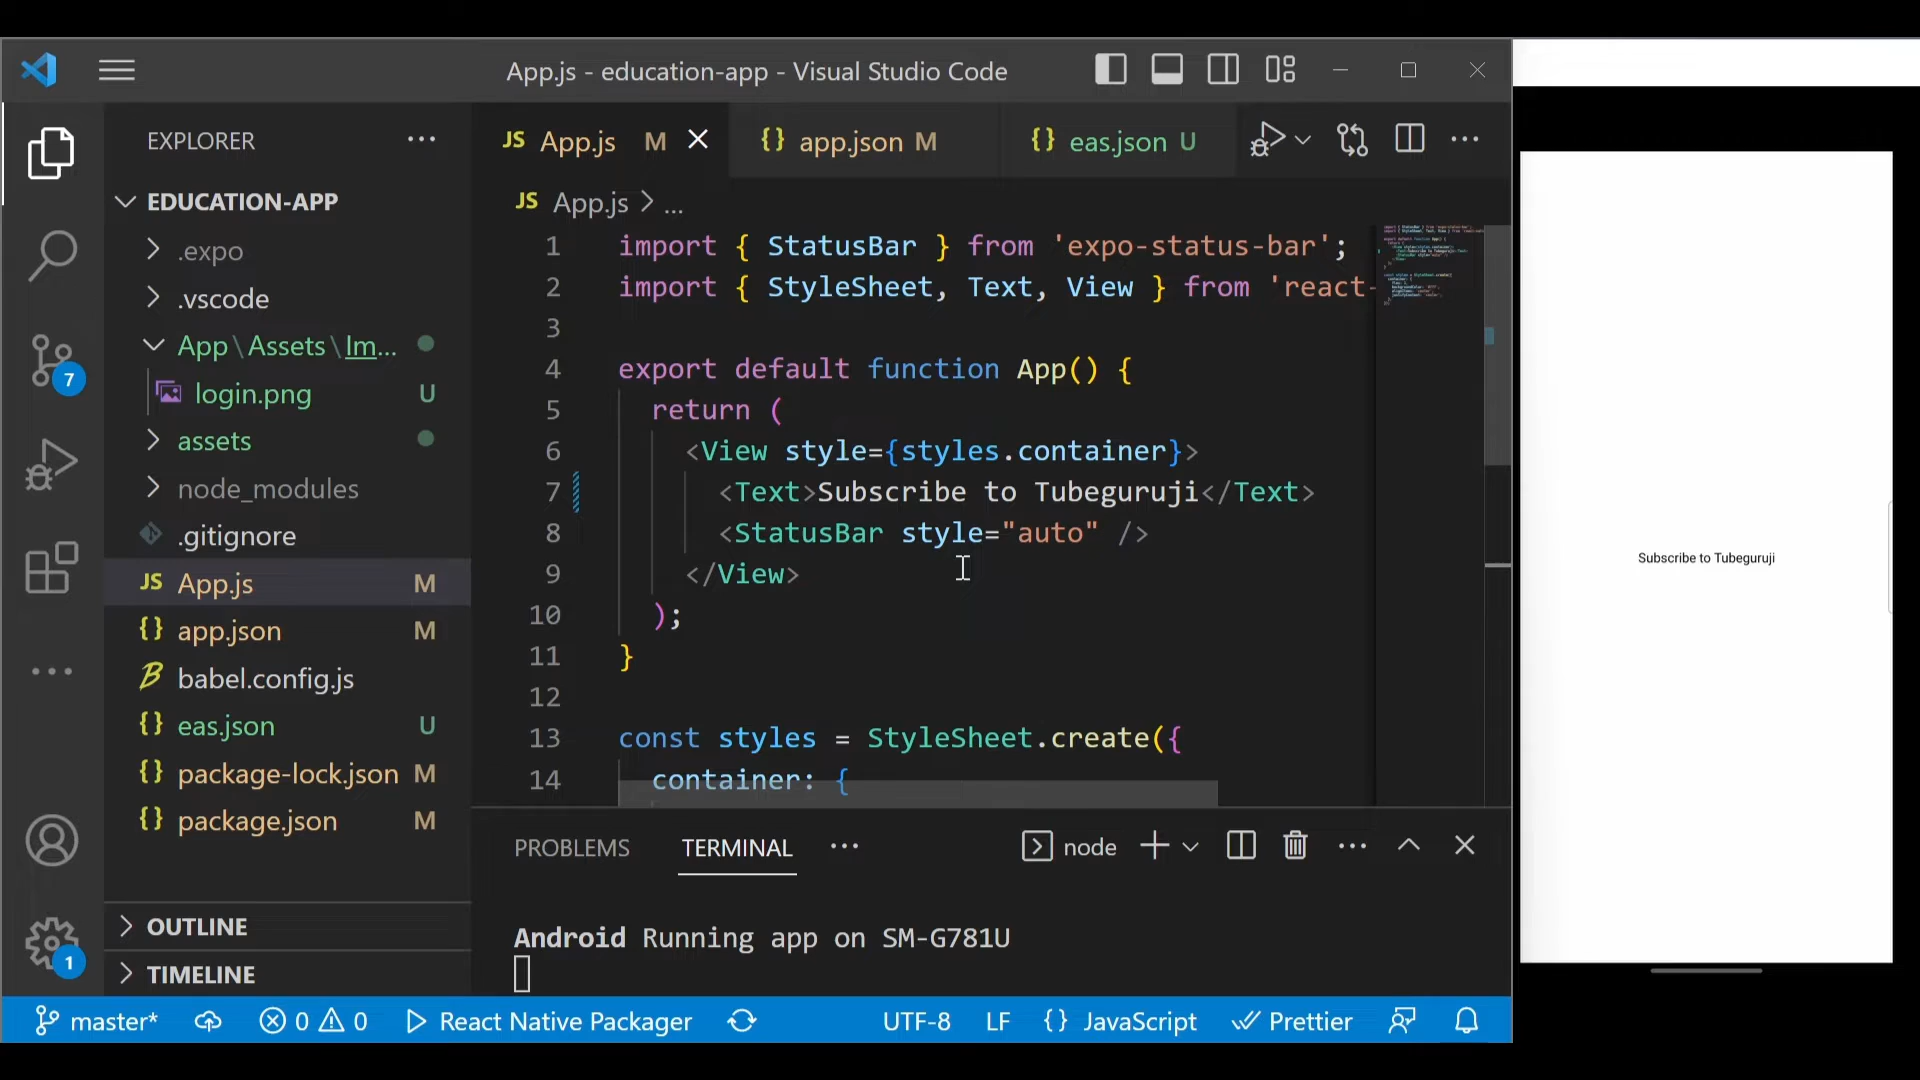 App.js - education-app - Visual Studio Code
EXPLORER
EDUCATION-APP
.expo
.vscode
App\Assets\Im...
login.png U
assets
node_modules
.gitignore
JS App.js M
{} app.json M
babel.config.js
{} eas.json U
{} package-lock.json M
{} package.json M
OUTLINE
TIMELINE
7
1
JS App.js M
{} app.json M
{} eas.json U
JS App.js > ...
1 import { StatusBar } from 'expo-status-bar';
2 import { StyleSheet, Text, View } from 'react-
3
4 export default function App() {
5 return (
6 <View style={styles.container}>
7 <Text>Subscribe to Tubeguruji</Text>
8 <StatusBar style="auto" />
9 </View>
10 );
11 }
12
13 const styles = StyleSheet.create({
14 container: {
PROBLEMS TERMINAL ... node
Android Running app on SM-G781U
master* 0 0 React Native Packager UTF-8 LF {} JavaScript Prettier
Subscribe to Tubeguruji